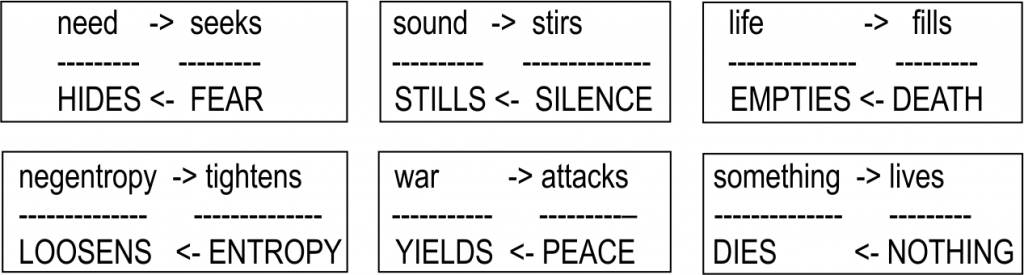 need -> seeks
--------- ---------
HIDES <- FEAR
sound -> stirs
---------- --------------
STILLS <- SILENCE
life -> fills
-------------- ---------
EMPTIES <- DEATH
negentropy -> tightens
-------------- --------------
LOOSENS <- ENTROPY
war -> attacks
----------- ----------–
YIELDS <- PEACE
something -> lives
-------------- ---------
DIES <- NOTHING